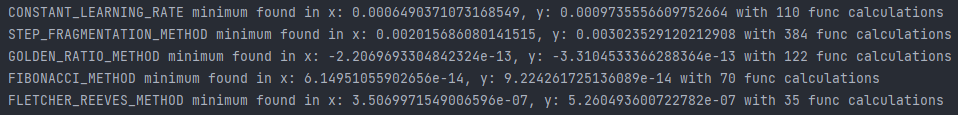 CONSTANT_LEARNING_RATE minimum found in x: 0.0006490371073168549, y: 0.0009735556609752664 with 110 func calculations
STEP_FRAGMENTATION_METHOD minimum found in x: 0.002015686080141515, y: 0.003023529120212908 with 384 func calculations
GOLDEN_RATIO_METHOD minimum found in x: -2.2069693304842324e-13, y: -3.3104533366288364e-13 with 122 func calculations
FIBONACCI_METHOD minimum found in x: 6.14951055902656e-14, y: 9.224261725136089e-14 with 70 func calculations
FLETCHER_REEVES_METHOD minimum found in x: 3.5069971549006596e-07, y: 5.260493600722782e-07 with 35 func calculations